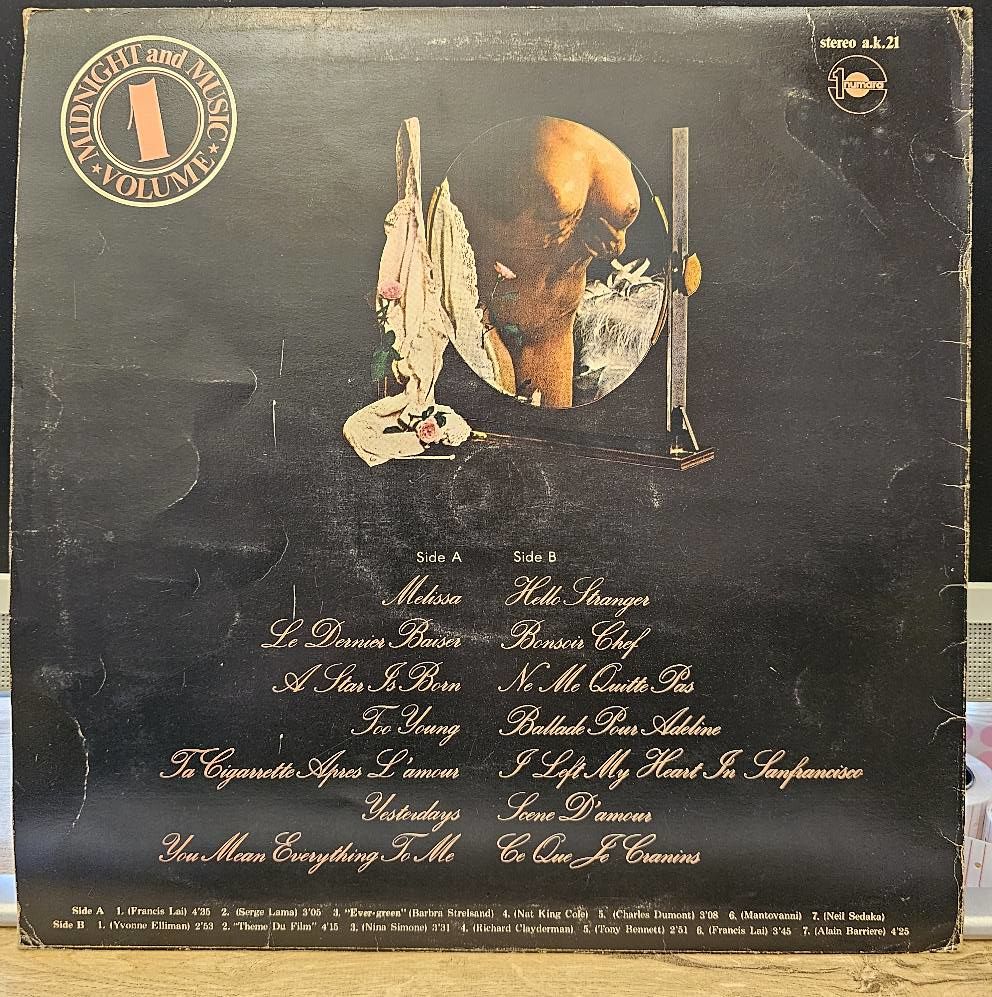 MIDNIGHT and MUSIC
1
★ VOLUME ★
stereo a.k.21
1 numara
Side A Side B
Melissa Hello Stranger
Le Dernier Baiser Bonsoir Chef
A Star Is Born Ne Me Quitte Pas
Too Young Ballade Pour Adeline
Ta Cigarrette Apres L'amour I Left My Heart In Sanfrancisco
Yesterdays Scene D'amour
You Mean Everything To Me Ce Que Je Cranins
Side A 1. (Francis Lai) 4'35 2. (Serge Lama) 3'05 3. "Ever-green" (Barbra Streisand) 4. (Nat King Cole) 5. (Charles Dumont) 3'08 6. (Mantovanni) 7. (Neil Sedaka)
Side B 1. (Yvonne Elliman) 2'53 2. "Theme Du Film" 4'15 3. (Nina Simone) 3'31 4. (Richard Clayderman) 5. (Tony Bennett) 2'51 6. (Francis Lai) 3'45 7. (Alain Barriere) 4'25